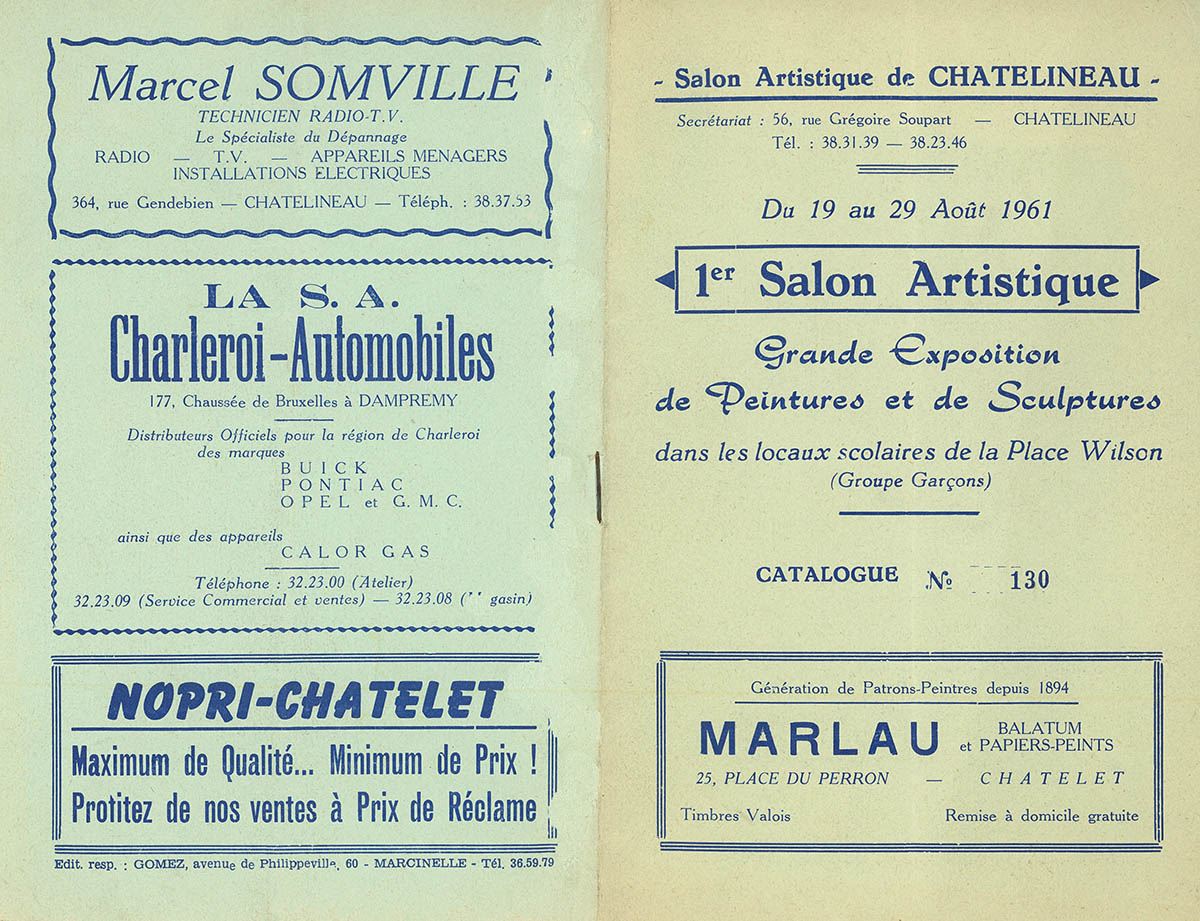 Marcel SOMVILLE
TECHNICIEN RADIO-T.V.
Le Spécialiste du Dépannage
RADIO — T.V. — APPAREILS MENAGERS
INSTALLATIONS ELECTRIQUES
364, rue Gendebien — CHATELINEAU — Téléph. : 38.37.53
LA S. A.
Charleroi-Automobiles
177, Chaussée de Bruxelles à DAMPREMY
Distributeurs Officiels pour la région de Charleroi
des marques
BUICK
PONTIAC
OPEL et G. M. C.
ainsi que des appareils
CALOR GAS
Téléphone : 32.23.00 (Atelier)
32.23.09 (Service Commercial et ventes) — 32.23.08 ( gasin)
NOPRI-CHATELET
Maximum de Qualité... Minimum de Prix !
Protitez de nos ventes à Prix de Réclame
Edit. resp. : GOMEZ, avenue de Philippeville, 60 - MARCINELLE - Tél. 36.59.79
- Salon Artistique de CHATELINEAU -
Secrétariat : 56, rue Grégoire Soupart — CHATELINEAU
Tél. : 38.31.39 — 38.23.46
Du 19 au 29 Août 1961
1er Salon Artistique
Grande Exposition
de Peintures et de Sculptures
dans les locaux scolaires de la Place Wilson
(Groupe Garçons)
CATALOGUE № 130
Génération de Patrons-Peintres depuis 1894
MARLAU BALATUM
et PAPIERS-PEINTS
25, PLACE DU PERRON — CHATELET
Timbres Valois Remise à domicile gratuite